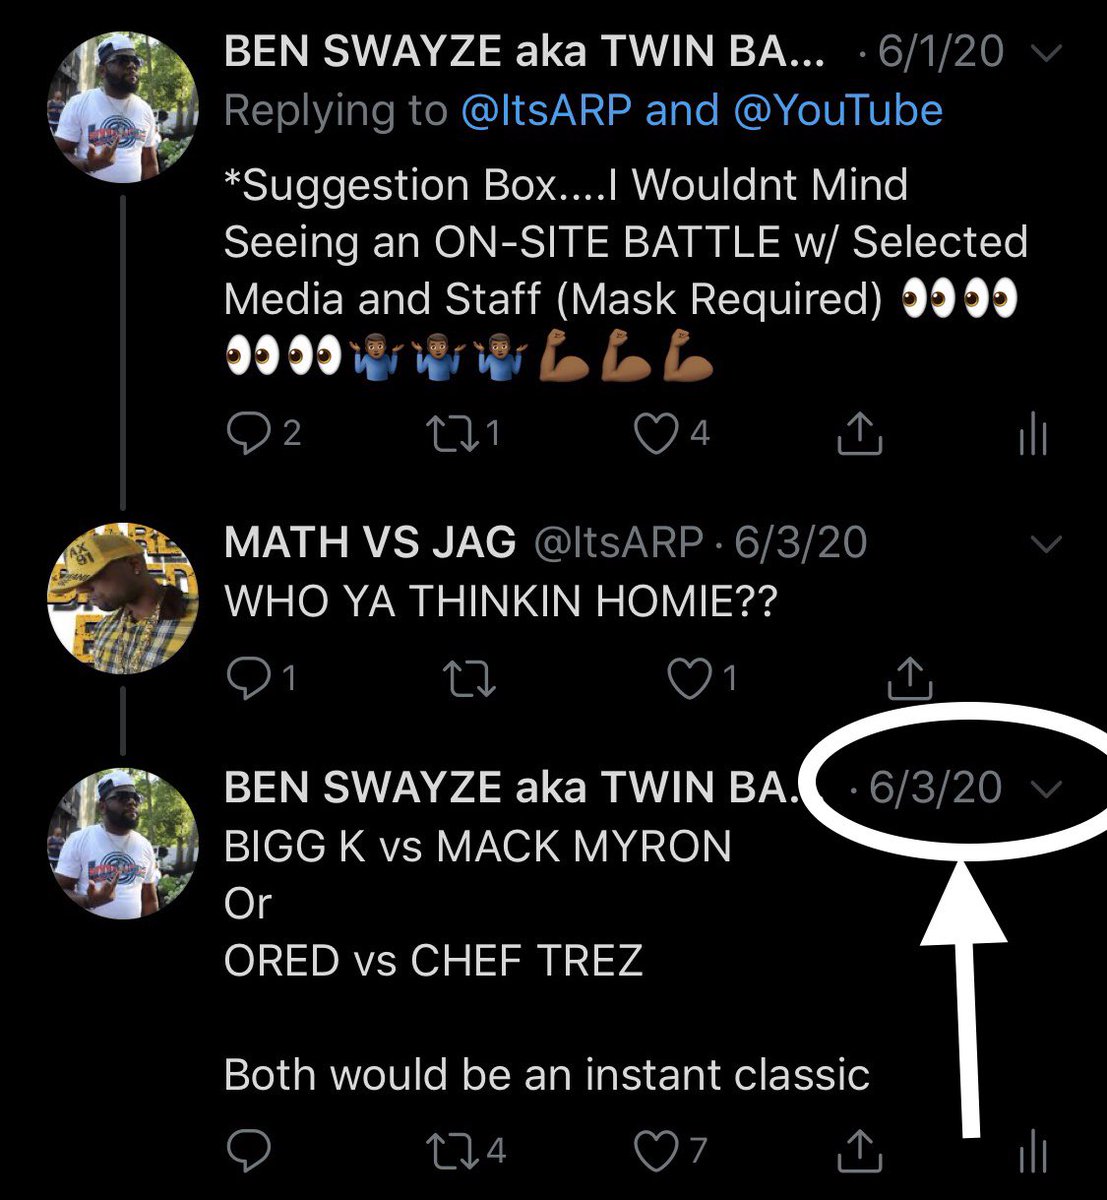 BEN SWAYZE aka TWIN BA... · 6/1/20
Replying to @ItsARP and @YouTube
*Suggestion Box....I Wouldnt Mind
Seeing an ON-SITE BATTLE w/ Selected
Media and Staff (Mask Required) 👀👀
👀👀🤷🏾‍♂️🤷🏾‍♂️🤷🏾‍♂️💪🏾💪🏾💪🏾
2 1 4
MATH VS JAG @ItsARP · 6/3/20
WHO YA THINKIN HOMIE??
1 1
BEN SWAYZE aka TWIN BA. · 6/3/20
BIGG K vs MACK MYRON
Or
ORED vs CHEF TREZ
Both would be an instant classic
4 7